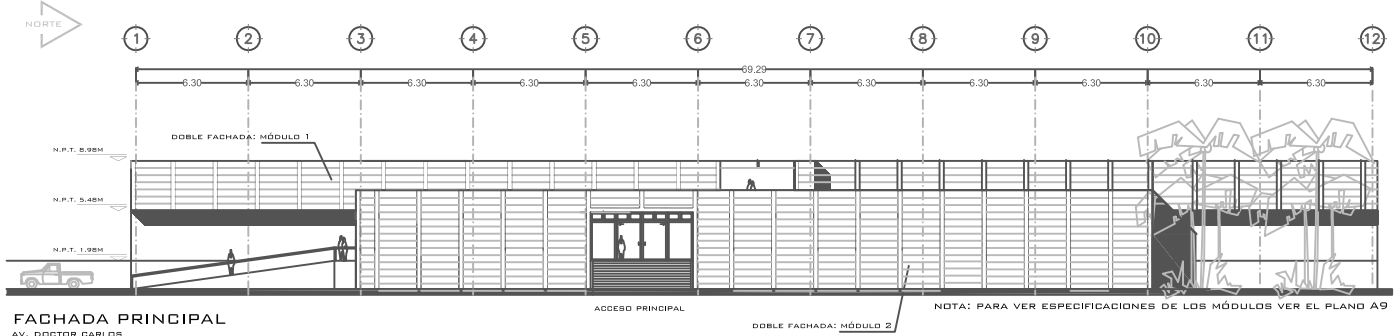 NORTE
1 2 3 4 5 6 7 8 9 10 11 12
69.29
6.30 6.30 6.30 6.30 6.30 6.30 6.30 6.30 6.30 6.30 6.30
DOBLE FACHADA: MÓDULO 1
N.P.T. 8.98M
N.P.T. 5.48M
N.P.T. 1.98M
ACCESO PRINCIPAL
NOTA: PARA VER ESPECIFICACIONES DE LOS MÓDULOS VER EL PLANO A9
DOBLE FACHADA: MÓDULO 2
FACHADA PRINCIPAL
AV. DOCTOR CARLOS